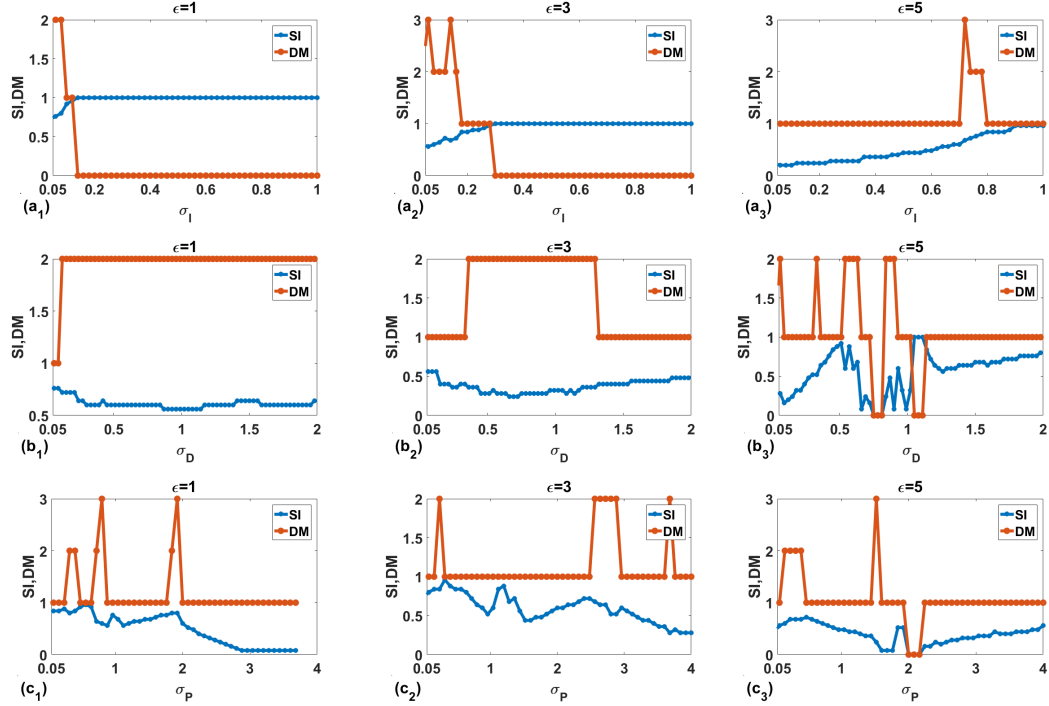 ϵ=1
2
1.5
1
0.5
0
SI,DM
SI
DM
0.05 0.2 0.4 0.6 0.8 1
(a1)
σI
ϵ=3
3
2
1
0
SI,DM
SI
DM
0.05 0.2 0.4 0.6 0.8 1
(a2)
σI
ϵ=5
3
2
1
0
SI,DM
SI
DM
0.05 0.2 0.4 0.6 0.8 1
(a3)
σI
ϵ=1
2
1.5
1
0.5
SI,DM
SI
DM
0.05 0.5 1 1.5 2
(b1)
σD
ϵ=3
2
1.5
1
0.5
0
SI,DM
SI
DM
0.05 0.5 1 1.5 2
(b2)
σD
ϵ=5
2
1.5
1
0.5
0
SI,DM
SI
DM
0.05 0.5 1 1.5 2
(b3)
σD
ϵ=1
3
2
1
0
SI,DM
SI
DM
0.05 1 2 3 4
(c1)
σP
ϵ=3
2
1.5
1
0.5
0
SI,DM
SI
DM
0.05 1 2 3 4
(c2)
σP
ϵ=5
3
2
1
0
SI,DM
SI
DM
0.05 1 2 3 4
(c3)
σP